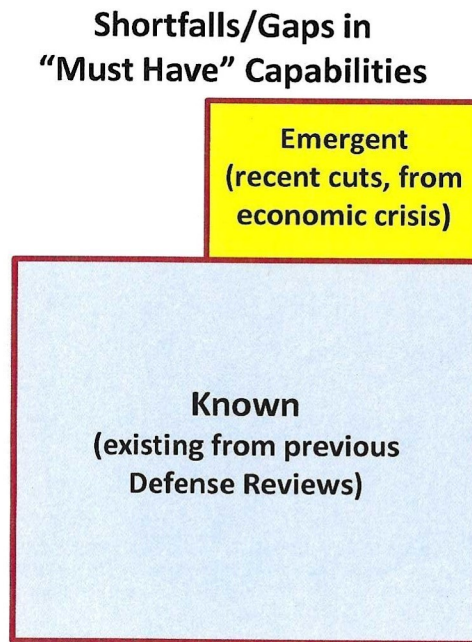 Shortfalls/Gaps in
“Must Have” Capabilities
Emergent
(recent cuts, from
economic crisis)
Known
(existing from previous
Defense Reviews)